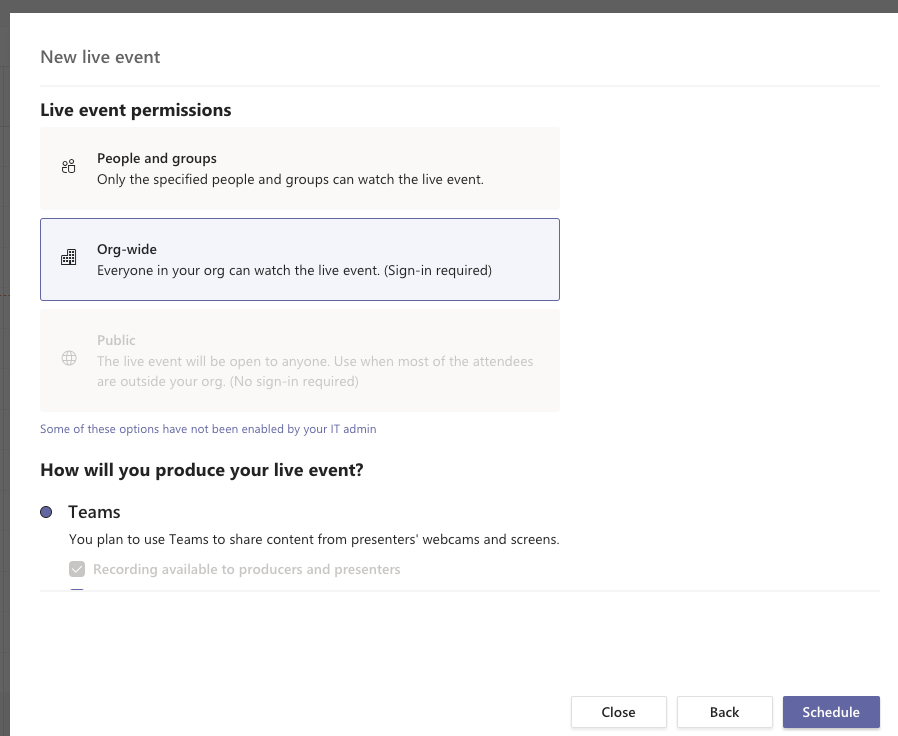 New live event
Live event permissions
People and groups
Only the specified people and groups can watch the live event.
Org-wide
Everyone in your org can watch the live event. (Sign-in required)
Public
The live event will be open to anyone. Use when most of the attendees
are outside your org. (No sign-in required)
Some of these options have not been enabled by your IT admin
How will you produce your live event?
Teams
You plan to use Teams to share content from presenters' webcams and screens.
Recording available to producers and presenters
Close
Back
Schedule